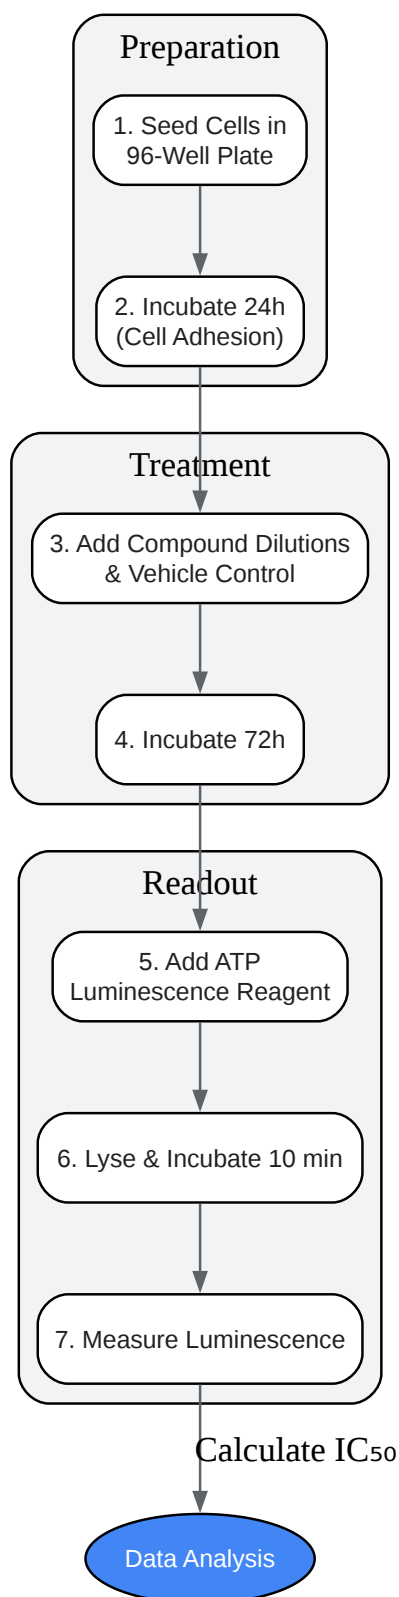 Preparation
1. Seed Cells in
96-Well Plate
2. Incubate 24h
(Cell Adhesion)
Treatment
3. Add Compound Dilutions
& Vehicle Control
4. Incubate 72h
Readout
5. Add ATP
Luminescence Reagent
6. Lyse & Incubate 10 min
7. Measure Luminescence
Calculate IC₅₀
Data Analysis